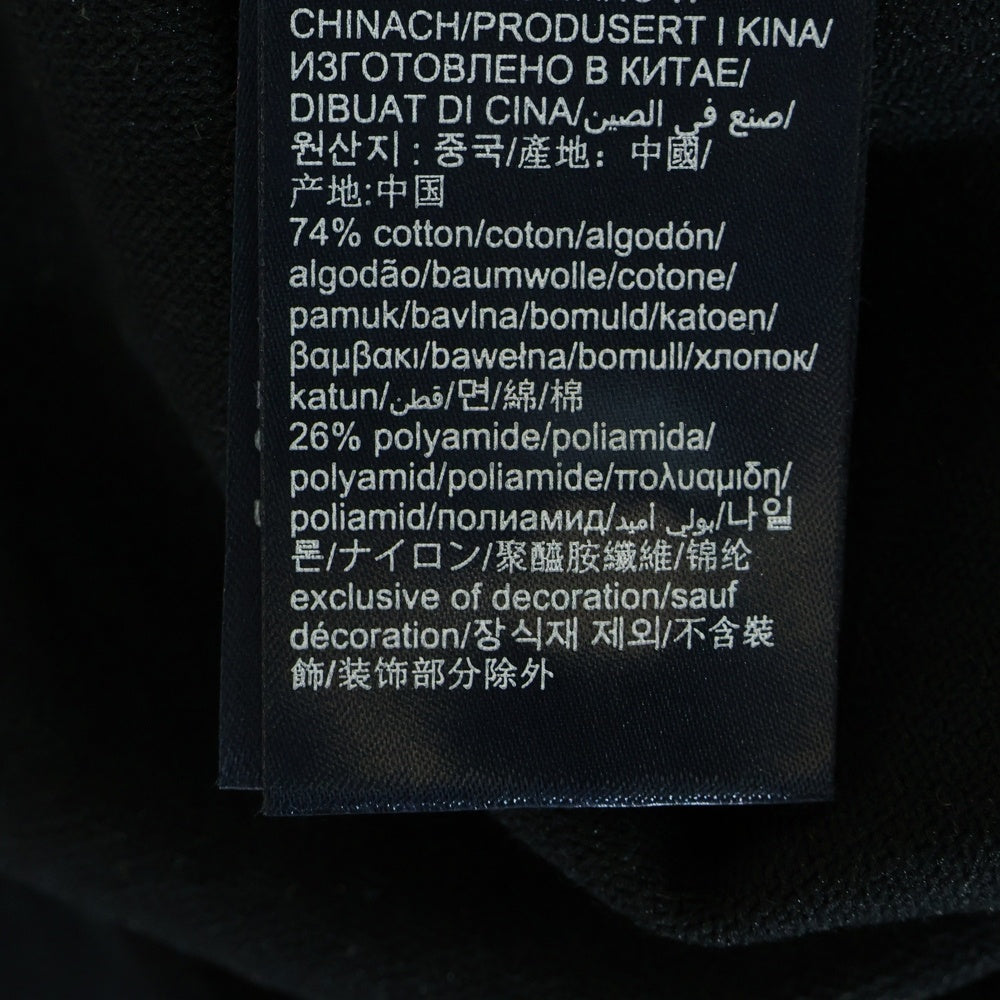 CHINACH/PRODUSERT I KINA/
ИЗГОТОВЛЕНО В КИТАЕ/
DIBUAT DI CINA/صنع في الصين/
원산지 : 중국/產地： 中國/
产地:中国
74% cotton/coton/algodón/
algodão/baumwolle/cotone/
pamuk/bavlna/bomuld/katoen/
βαμβακι/bawełna/bomull/хлопок/
katun/قطن/면/綿/棉
26% polyamide/poliamida/
polyamid/poliamide/πολυαμιδη/
poliamid/полиамид/بولي أميد/나일
론/ナイロン/聚醯胺纖維/锦纶
exclusive of decoration/sauf
décoration/장식재 제외/不含裝
飾/装饰部分除外